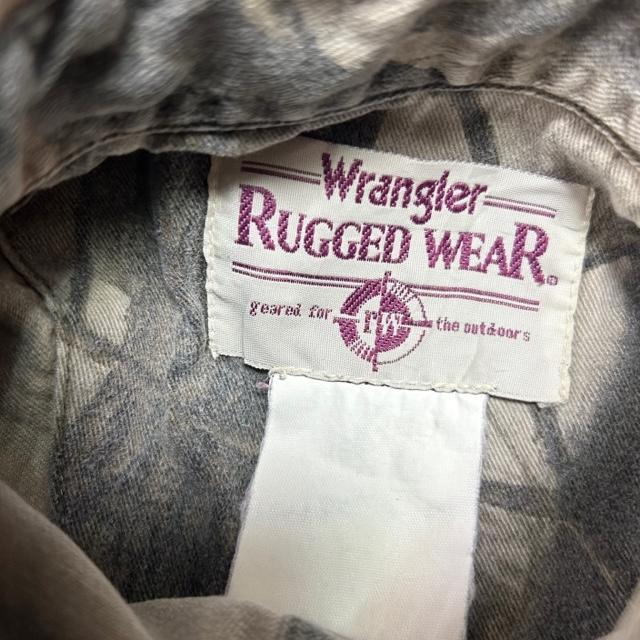 Wrangler
RUGGED WEAR®
geared for rw the outdoors